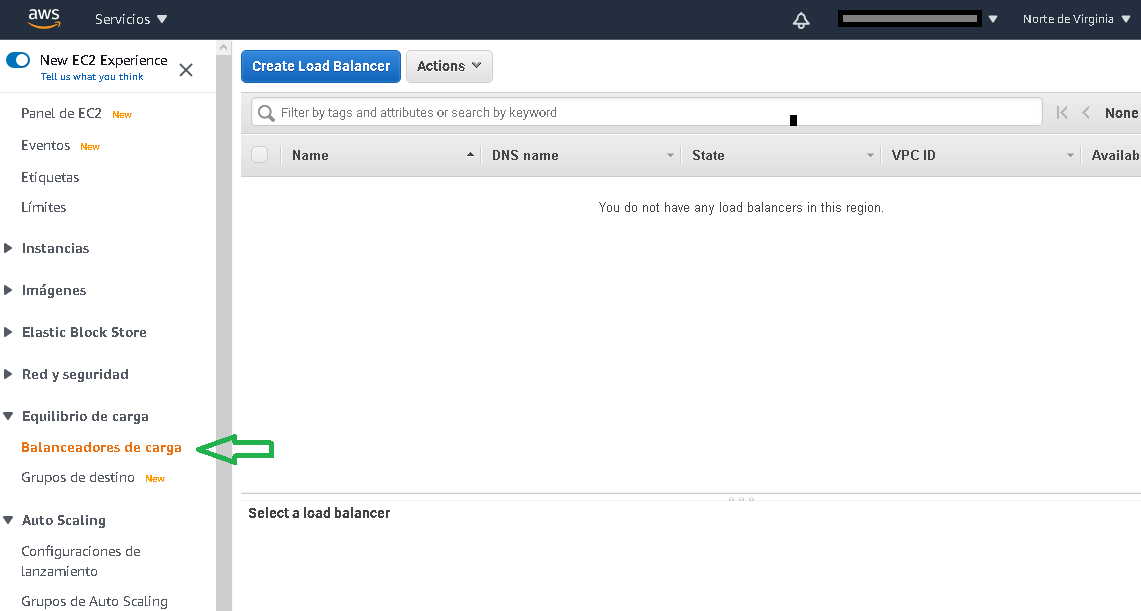 aws
Servicios
Norte de Virginia
New EC2 Experience
Tell us what you think
Panel de EC2 New
Eventos New
Etiquetas
Límites
Instancias
Imágenes
Elastic Block Store
Red y seguridad
Equilibrio de carga
Balanceadores de carga
Grupos de destino New
Auto Scaling
Configuraciones de
lanzamiento
Grupos de Auto Scaling
Create Load Balancer
Actions
Filter by tags and attributes or search by keyword
None
Name
DNS name
State
VPC ID
Availab
You do not have any load balancers in this region.
Select a load balancer